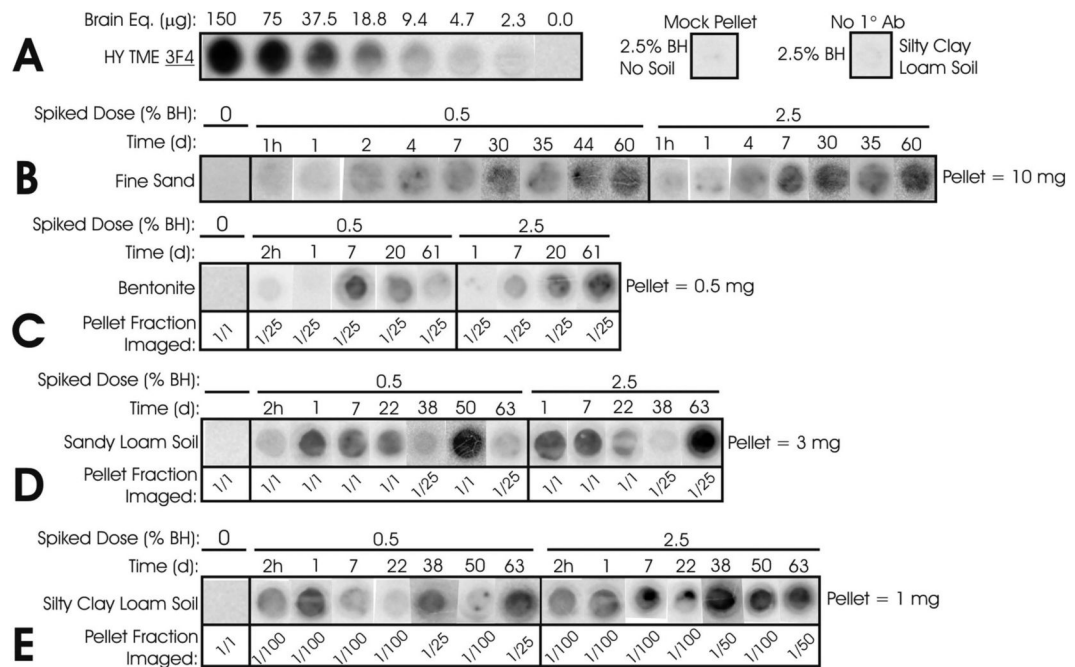 Brain Eq. (μg): 150 75 37.5 18.8 9.4 4.7 2.3 0.0
A
HY TME 3F4
Mock Pellet
2.5% BH
No Soil
No 1° Ab
2.5% BH
Silty Clay
Loam Soil
Spiked Dose (% BH): 0 0.5 2.5
Time (d): 1h 1 2 4 7 30 35 44 60 1h 1 4 7 30 35 60
B
Fine Sand
Pellet = 10 mg
Spiked Dose (% BH): 0 0.5 2.5
Time (d): 2h 1 7 20 61 1 7 20 61
Bentonite
Pellet = 0.5 mg
C
Pellet Fraction
Imaged:
1/1 1/25 1/25 1/25 1/25 1/25 1/25 1/25 1/25 1/25
Spiked Dose (% BH): 0.5 2.5
Time (d): 2h 1 7 22 38 50 63 1 7 22 38 63
Sandy Loam Soil
Pellet = 3 mg
D
Pellet Fraction
Imaged:
1/1 1/1 1/1 1/1 1/1 1/25 1/1 1/25 1/1 1/1 1/1 1/25 1/25
Spiked Dose (% BH): 0 0.5 2.5
Time (d): 2h 1 7 22 38 50 63 2h 1 7 22 38 50 63
Silty Clay Loam Soil
Pellet = 1 mg
E
Pellet Fraction
Imaged:
1/1 1/100 1/100 1/100 1/100 1/25 1/100 1/25 1/100 1/100 1/100 1/100 1/50 1/100 1/50